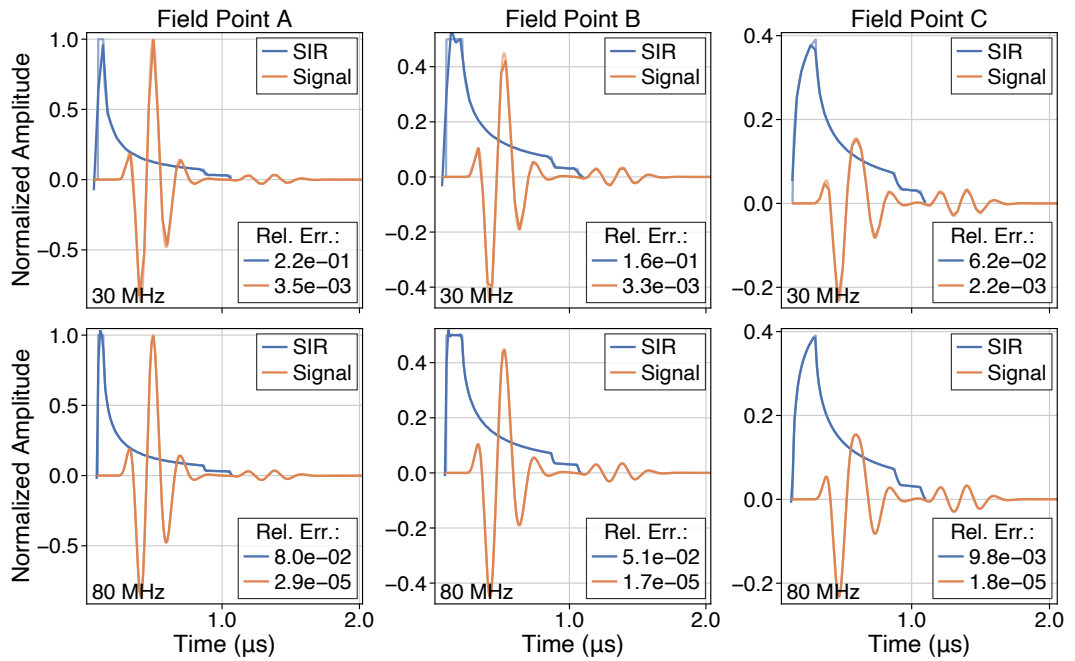 Field Point A
Field Point B
Field Point C
Normalized Amplitude
1.0
0.5
0.0
−0.5
SIR
Signal
Rel. Err.:
2.2e−01
3.5e−03
30 MHz
0.4
0.2
0.0
−0.2
−0.4
SIR
Signal
Rel. Err.:
1.6e−01
3.3e−03
30 MHz
0.4
0.2
0.0
−0.2
SIR
Signal
Rel. Err.:
6.2e−02
2.2e−03
30 MHz
Normalized Amplitude
1.0
0.5
0.0
−0.5
SIR
Signal
Rel. Err.:
8.0e−02
2.9e−05
80 MHz
1.0
2.0
Time (µs)
0.4
0.2
0.0
−0.2
−0.4
SIR
Signal
Rel. Err.:
5.1e−02
1.7e−05
80 MHz
1.0
2.0
Time (µs)
0.4
0.2
0.0
−0.2
SIR
Signal
Rel. Err.:
9.8e−03
1.8e−05
80 MHz
1.0
2.0
Time (µs)